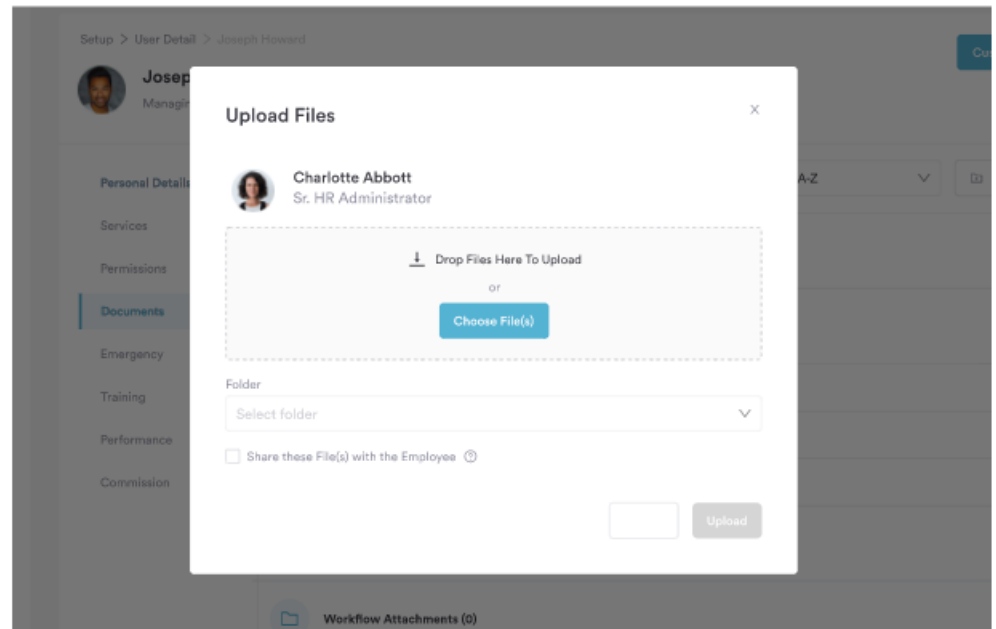 Setup > User Detail > Joseph Howard
Cus
Josep
Managin
Upload Files
Charlotte Abbott
Sr. HR Administrator
Personal Details
A-Z
Services
Drop Files Here To Upload
Permissions
or
Documents
Choose File(s)
Emergency
Folder
Training
Select folder
Performance
Share these File(s) with the Employee
Commission
Upload
Workflow Attachments (0)